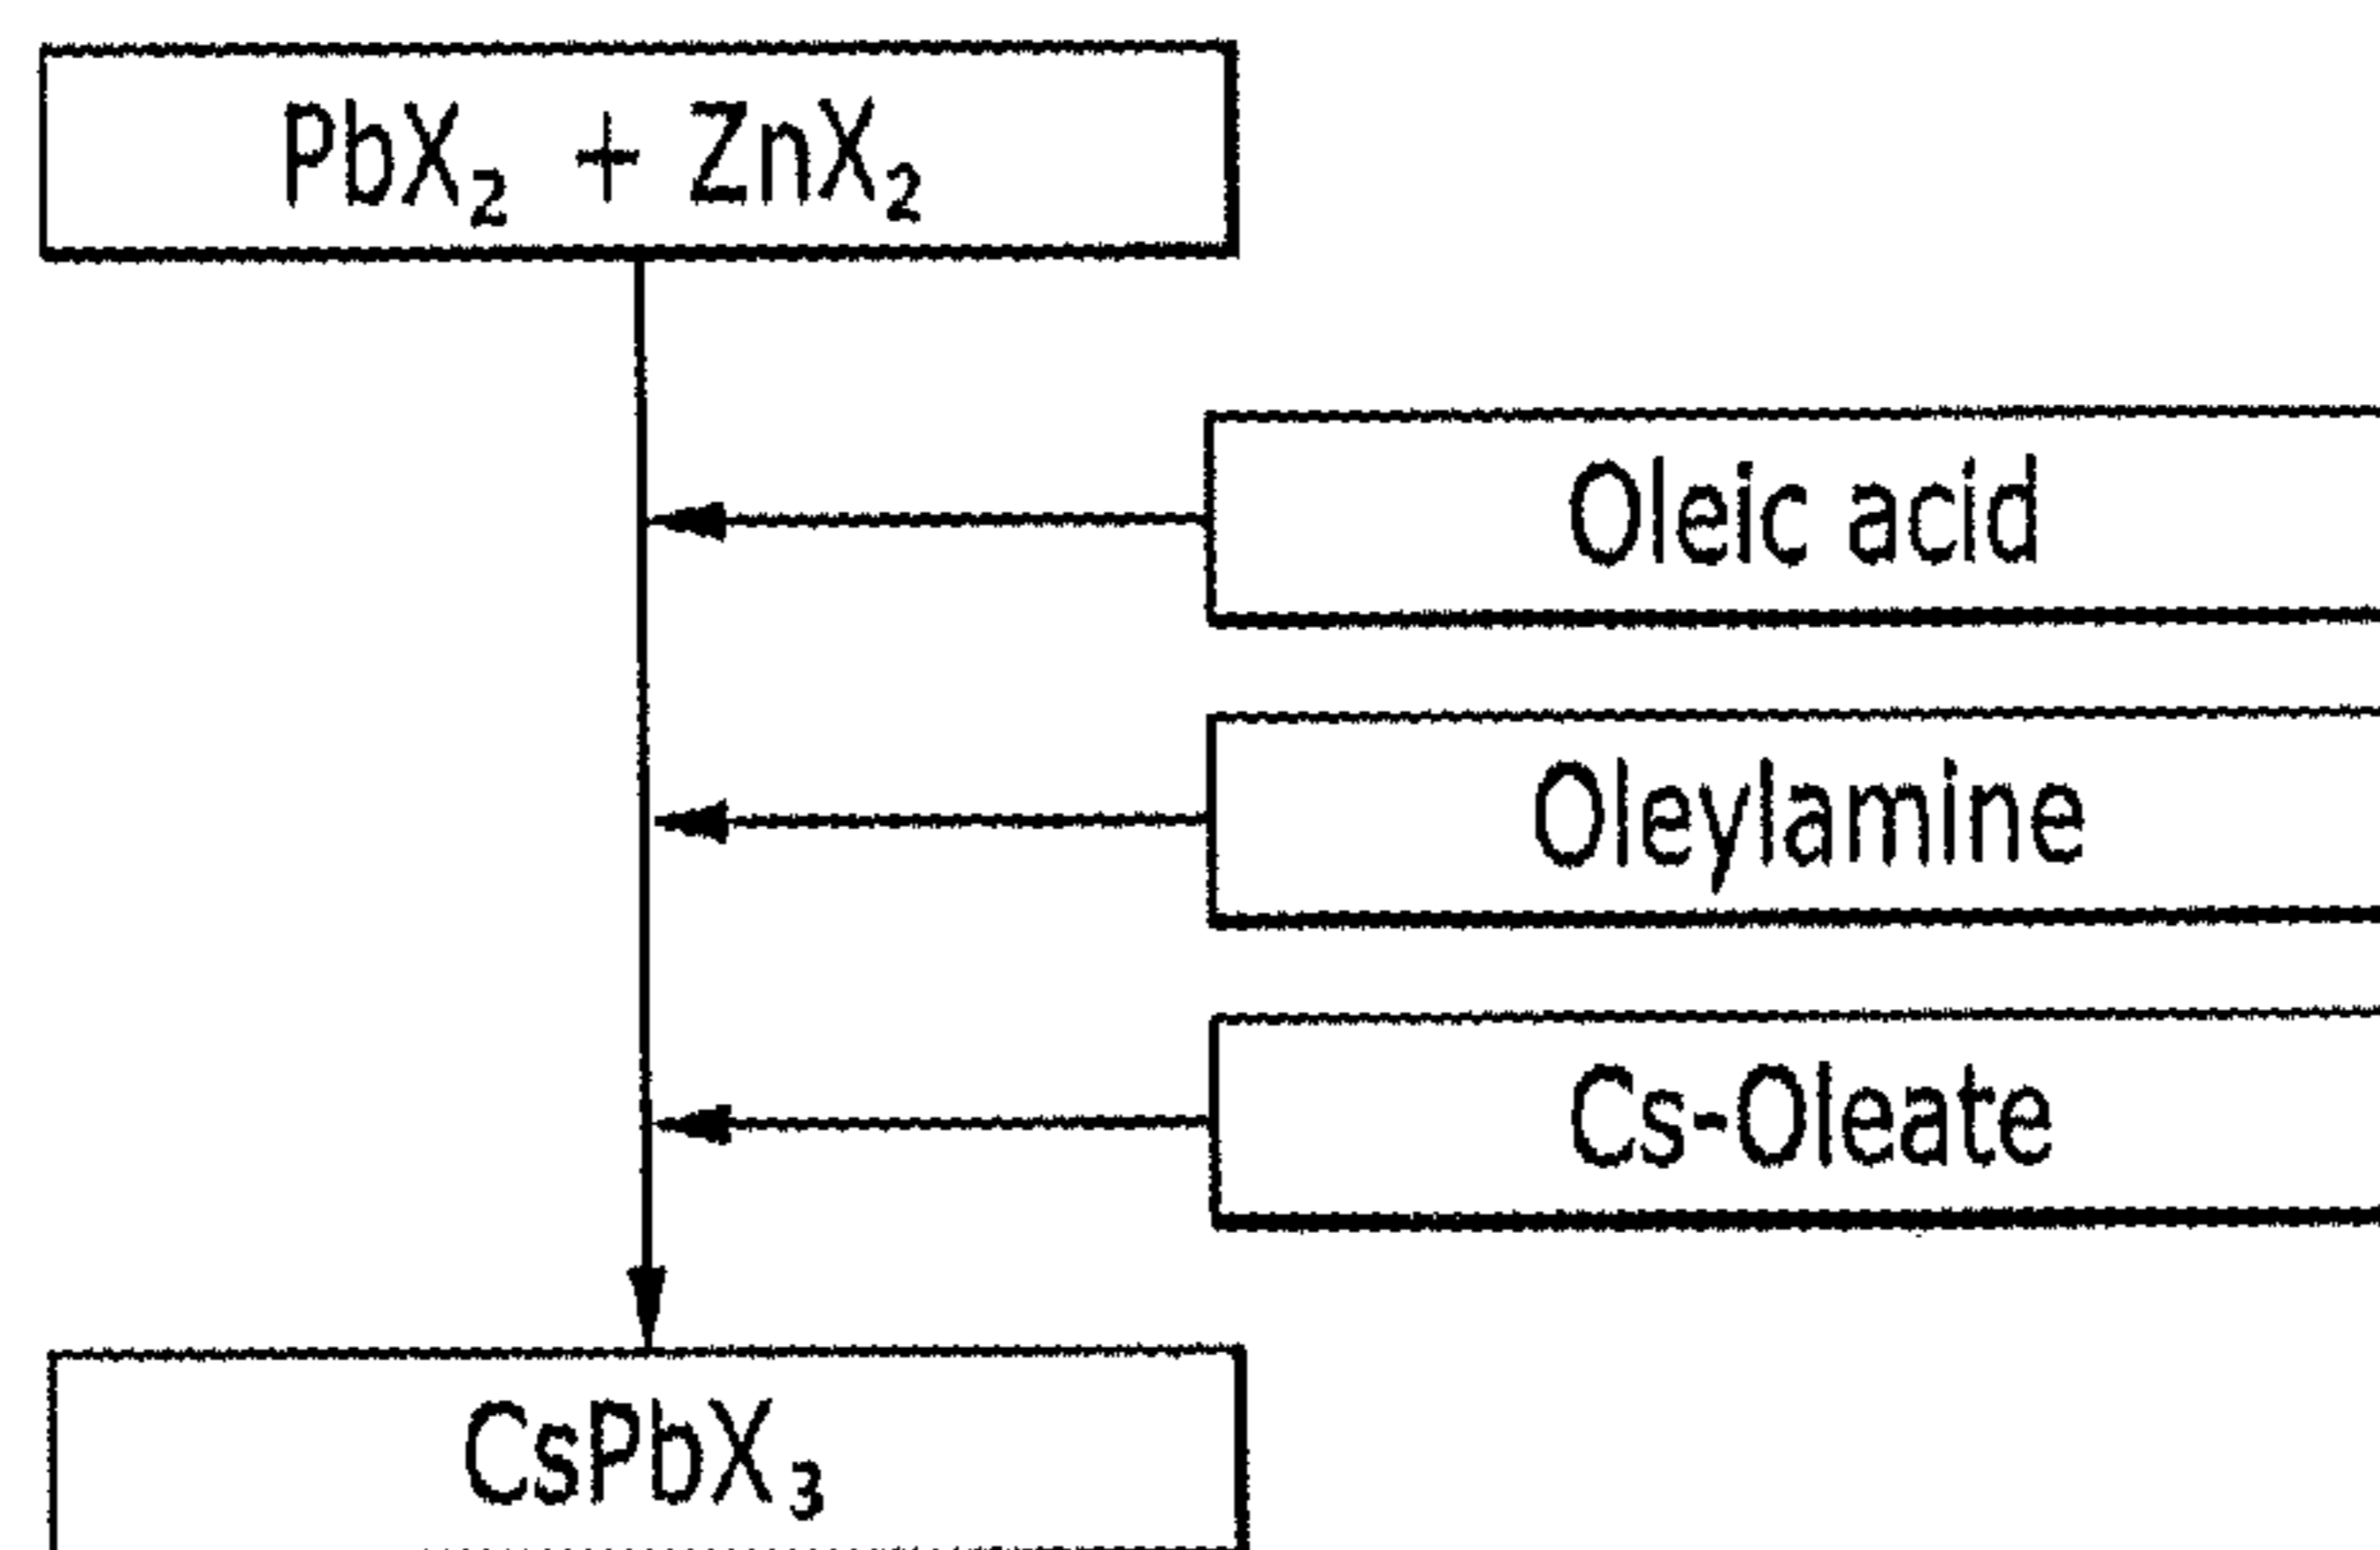 PbX₂ + ZnX₂
Oleic acid
Oleylamine
Cs-Oleate
CsPbX₃